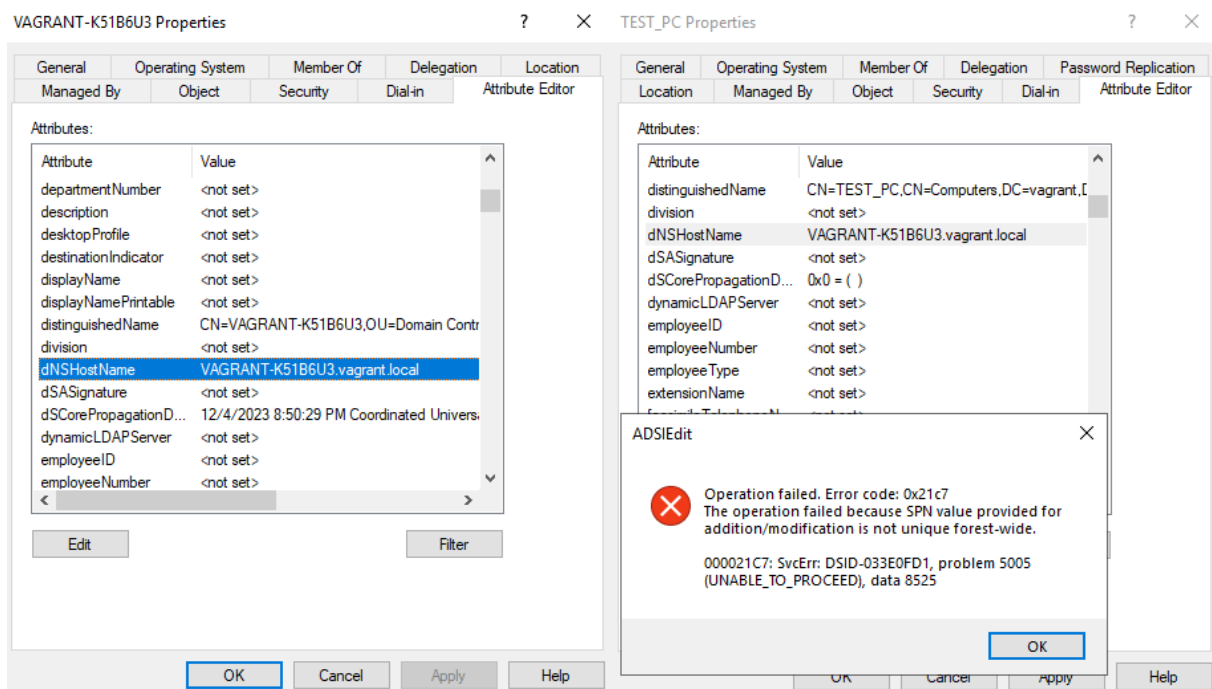 VAGRANT-K51B6U3 Properties
General Operating System Member Of Delegation Location
Managed By Object Security Dial-in Attribute Editor
Attributes:
Attribute Value
departmentNumber <not set>
description <not set>
desktopProfile <not set>
destinationIndicator <not set>
displayName <not set>
displayNamePrintable <not set>
distinguishedName CN=VAGRANT-K51B6U3,OU=Domain Contr
division <not set>
dNSHostName VAGRANT-K51B6U3.vagrant.local
dSASignature <not set>
dSCorePropagationD... 12/4/2023 8:50:29 PM Coordinated Univers
dynamicLDAPServer <not set>
employeeID <not set>
employeeNumber <not set>
Edit Filter
OK Cancel Apply Help
TEST_PC Properties
General Operating System Member Of Delegation Password Replication
Location Managed By Object Security Dial-in Attribute Editor
Attributes:
Attribute Value
distinguishedName CN=TEST_PC,CN=Computers,DC=vagrant,D
division <not set>
dNSHostName VAGRANT-K51B6U3.vagrant.local
dSASignature <not set>
dSCorePropagationD... 0x0 = ( )
dynamicLDAPServer <not set>
employeeID <not set>
employeeNumber <not set>
employeeType <not set>
extensionName <not set>
ADSIEdit
Operation failed. Error code: 0x21c7
The operation failed because SPN value provided for
addition/modification is not unique forest-wide.
000021C7: SvcErr: DSID-033E0FD1, problem 5005
(UNABLE_TO_PROCEED), data 8525
OK
OK Cancel Apply Help